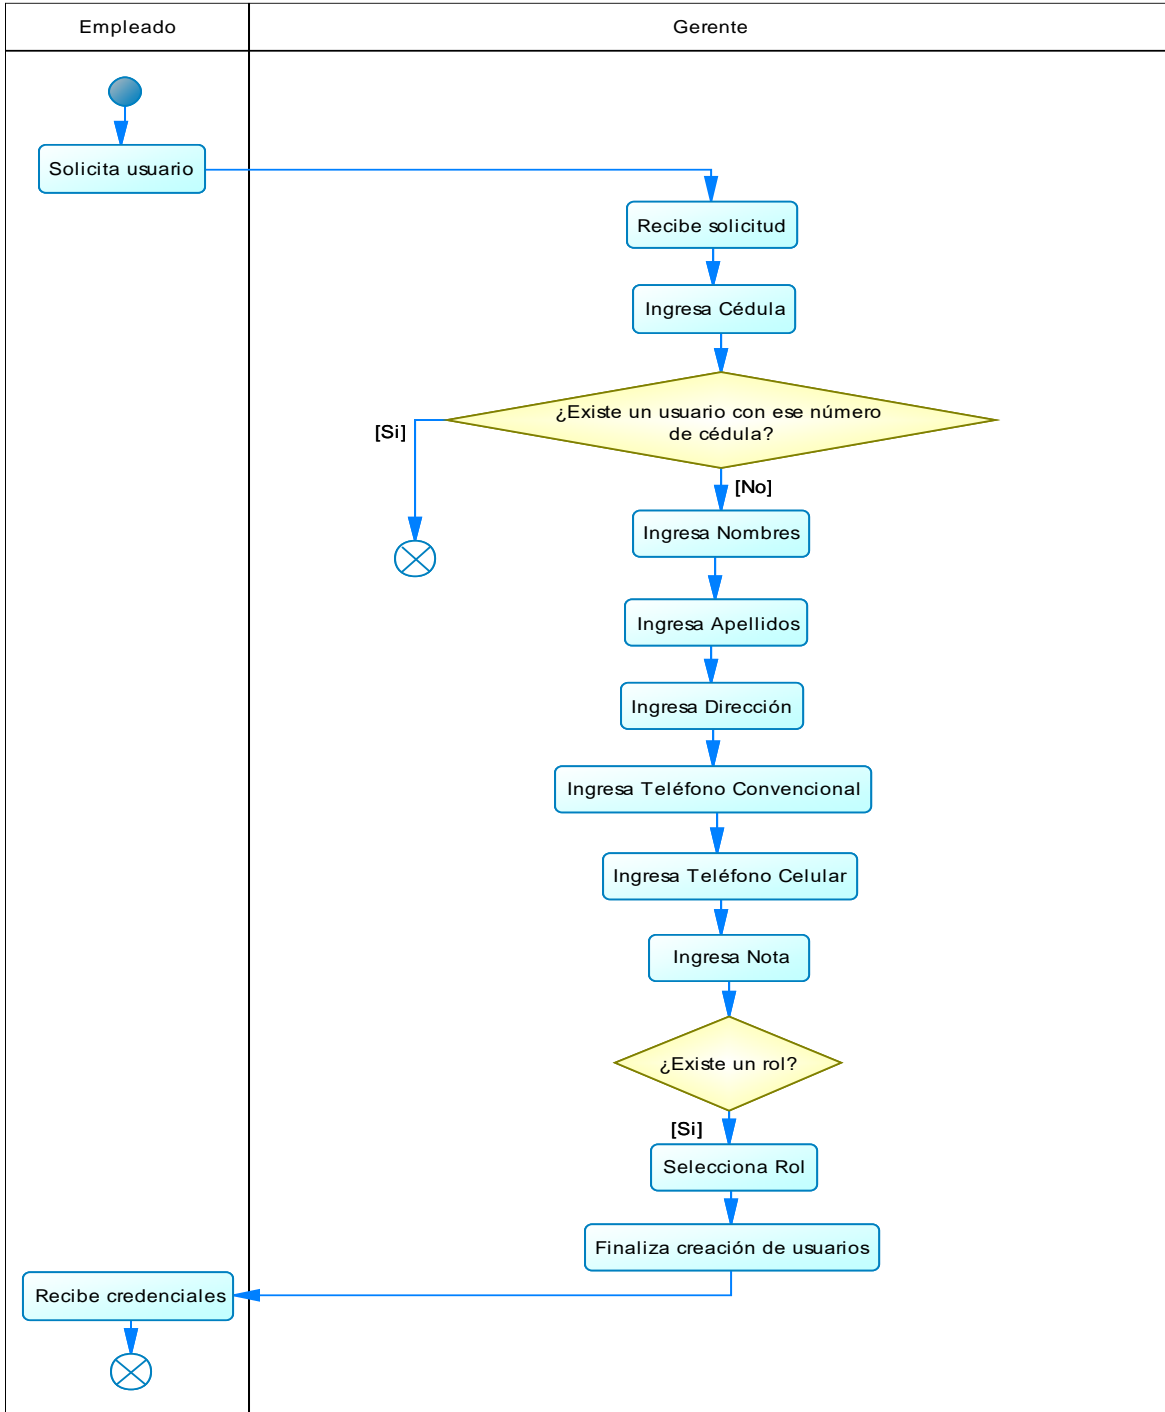 Empleado
Gerente
Solicita usuario
Recibe solicitud
Ingresa Cédula
¿Existe un usuario con ese número
de cédula?
[Si]
[No]
Ingresa Nombres
Ingresa Apellidos
Ingresa Dirección
Ingresa Teléfono Convencional
Ingresa Teléfono Celular
Ingresa Nota
¿Existe un rol?
[Si]
Selecciona Rol
Finaliza creación de usuarios
Recibe credenciales